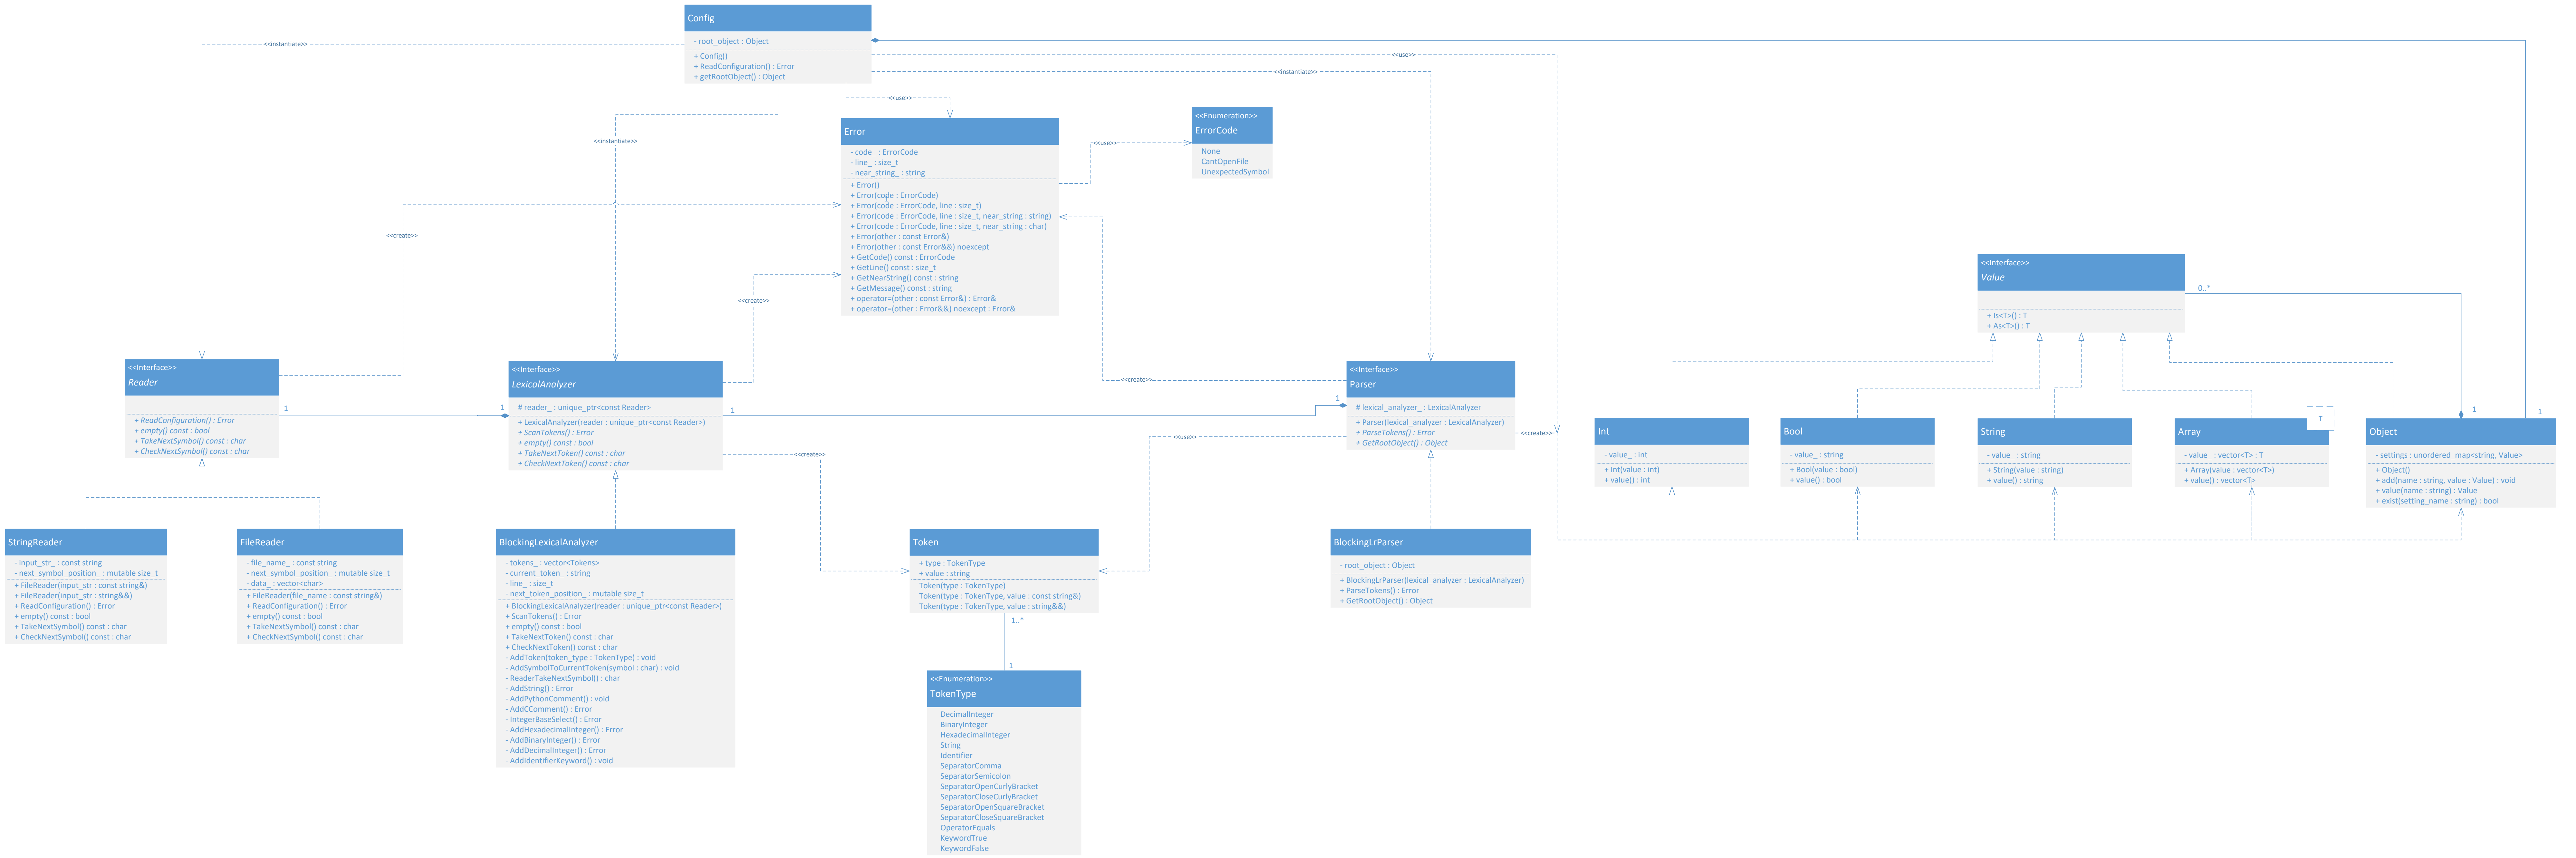 Config
- root_object : Object
+ Config()
+ ReadConfiguration() : Error
+ getRootObject() : Object
<<instantiate>>
<<use>>
<<instantiate>>
<<use>>
<<instantiate>>
Error
- code_ : ErrorCode
- line_ : size_t
- near_string_ : string
+ Error()
+ Error(code : ErrorCode)
1
+ Error(code : ErrorCode, line : size_t)
+ Error(code : ErrorCode, line : size_t, near_string : string)
+ Error(code : ErrorCode, line : size_t, near_string : char)
+ Error(other : const Error&)
+ Error(other : const Error&&) noexcept
+ GetCode() const : ErrorCode
+ GetLine() const : size_t
+ GetNearString() const : string
+ GetMessage() const : string
+ operator=(other : const Error&) : Error&
+ operator=(other : Error&&) noexcept : Error&
<<use>>
<<Enumeration>>
ErrorCode
None
CantOpenFile
UnexpectedSymbol
<<create>>
<<create>>
<<create>>
<<Interface>>
Value
+ Is<T>() : T
+ As<T>() : T
0..*
1
1
<<Interface>>
Reader
+ ReadConfiguration() : Error
+ empty() const : bool
+ TakeNextSymbol() const : char
+ CheckNextSymbol() const : char
1
1
<<Interface>>
LexicalAnalyzer
# reader_ : unique_ptr<const Reader>
+ LexicalAnalyzer(reader : unique_ptr<const Reader>)
+ ScanTokens() : Error
+ empty() const : bool
+ TakeNextToken() const : char
+ CheckNextToken() const : char
1
1
<<create>>
<<use>>
<<Interface>>
Parser
# lexical_analyzer_ : LexicalAnalyzer
+ Parser(lexical_analyzer : LexicalAnalyzer)
+ ParseTokens() : Error
+ GetRootObject() : Object
<<create>>
Int
- value_ : int
+ Int(value : int)
+ value() : int
Bool
- value_ : string
+ Bool(value : bool)
+ value() : bool
String
- value_ : string
+ String(value : string)
+ value() : string
T
Array
- value_ : vector<T> : T
+ Array(value : vector<T>)
+ value() : vector<T>
Object
- settings : unordered_map<string, Value>
+ Object()
+ add(name : string, value : Value) : void
+ value(name : string) : Value
+ exist(setting_name : string) : bool
StringReader
- input_str_ : const string
- next_symbol_position_ : mutable size_t
+ FileReader(input_str : const string&)
+ FileReader(input_str : string&&)
+ ReadConfiguration() : Error
+ empty() const : bool
+ TakeNextSymbol() const : char
+ CheckNextSymbol() const : char
FileReader
- file_name_ : const string
- next_symbol_position_ : mutable size_t
- data_ : vector<char>
+ FileReader(file_name : const string&)
+ ReadConfiguration() : Error
+ empty() const : bool
+ TakeNextSymbol() const : char
+ CheckNextSymbol() const : char
BlockingLexicalAnalyzer
- tokens_ : vector<Tokens>
- current_token_ : string
- line_ : size_t
- next_token_position_ : mutable size_t
+ BlockingLexicalAnalyzer(reader : unique_ptr<const Reader>)
+ ScanTokens() : Error
+ empty() const : bool
+ TakeNextToken() const : char
+ CheckNextToken() const : char
- AddToken(token_type : TokenType) : void
- AddSymbolToCurrentToken(symbol : char) : void
- ReaderTakeNextSymbol() : char
- AddString() : Error
- AddPythonComment() : void
- AddCComment() : Error
- IntegerBaseSelect() : Error
- AddHexadecimalInteger() : Error
- AddBinaryInteger() : Error
- AddDecimalInteger() : Error
- AddIdentifierKeyword() : void
Token
+ type : TokenType
+ value : string
Token(type : TokenType)
Token(type : TokenType, value : const string&)
Token(type : TokenType, value : string&&)
1..*
1
<<Enumeration>>
TokenType
DecimalInteger
BinaryInteger
HexadecimalInteger
String
Identifier
SeparatorComma
SeparatorSemicolon
SeparatorOpenCurlyBracket
SeparatorCloseCurlyBracket
SeparatorOpenSquareBracket
SeparatorCloseSquareBracket
OperatorEquals
KeywordTrue
KeywordFalse
BlockingLrParser
- root_object : Object
+ BlockingLrParser(lexical_analyzer : LexicalAnalyzer)
+ ParseTokens() : Error
+ GetRootObject() : Object